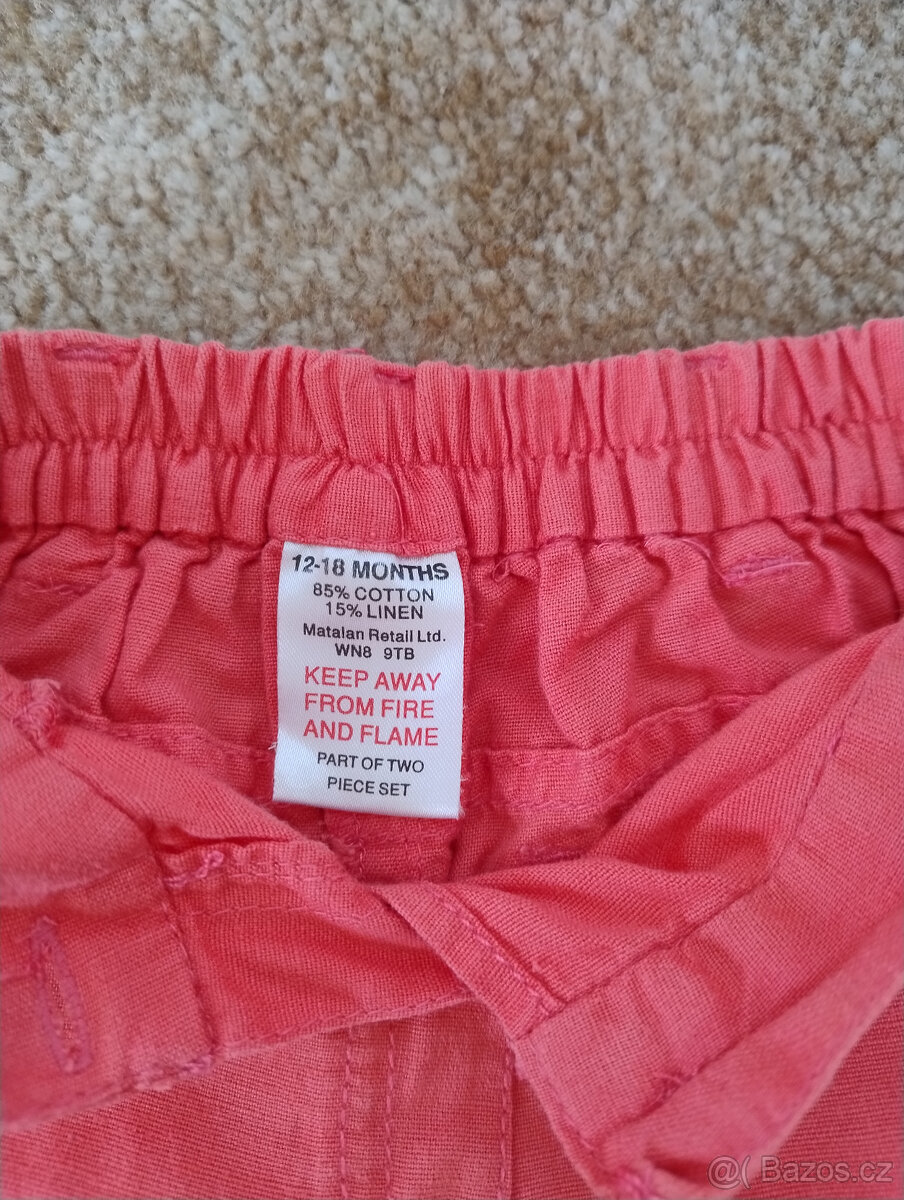 12-18 MONTHS
85% COTTON
15% LINEN
Matalan Retail Ltd.
WN8 9TB
KEEP AWAY
FROM FIRE
AND FLAME
PART OF TWO
PIECE SET
@( Bazos.cz